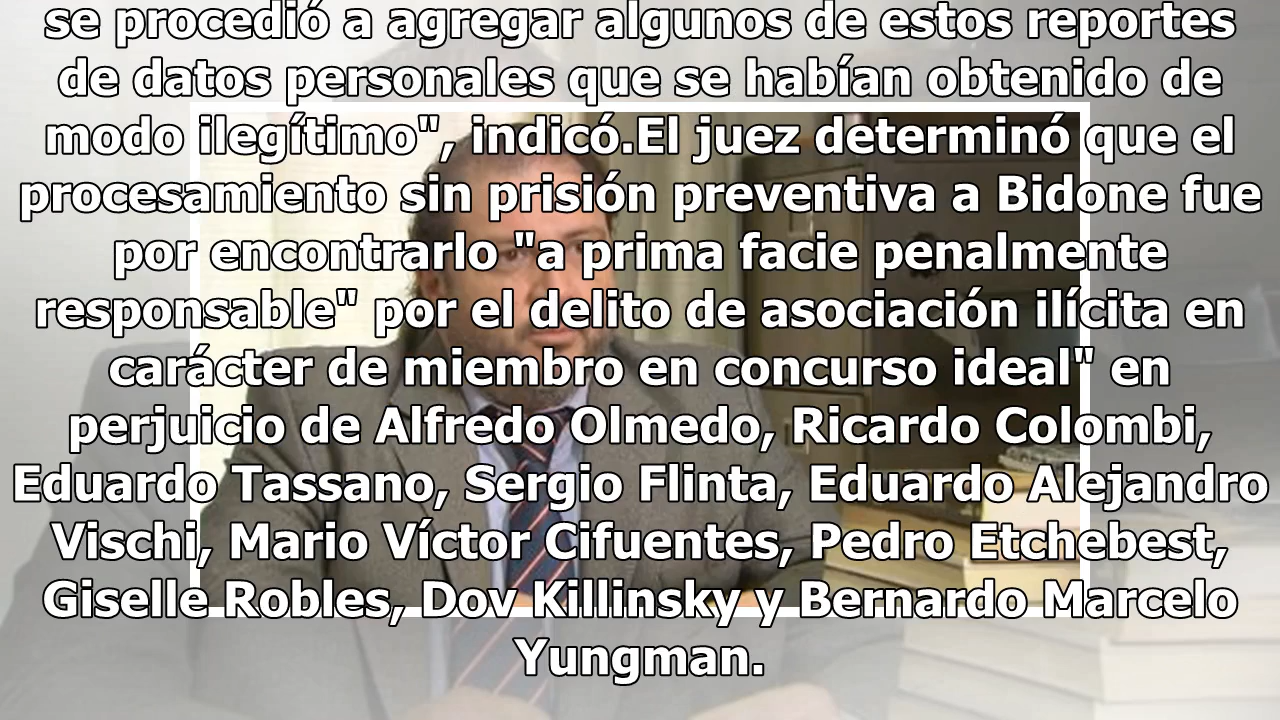 se procedió a agregar algunos de estos reportes
de datos personales que se habían obtenido de
modo ilegítimo", indicó.El juez determinó que el
procesamiento sin prisión preventiva a Bidone fue
por encontrarlo "a prima facie penalmente
responsable" por el delito de asociación ilícita en
carácter de miembro en concurso ideal" en
perjuicio de Alfredo Olmedo, Ricardo Colombi,
Eduardo Tassano, Sergio Flinta, Eduardo Alejandro
Vischi, Mario Víctor Cifuentes, Pedro Etchebest,
Giselle Robles, Dov Killinsky y Bernardo Marcelo
Yungman.